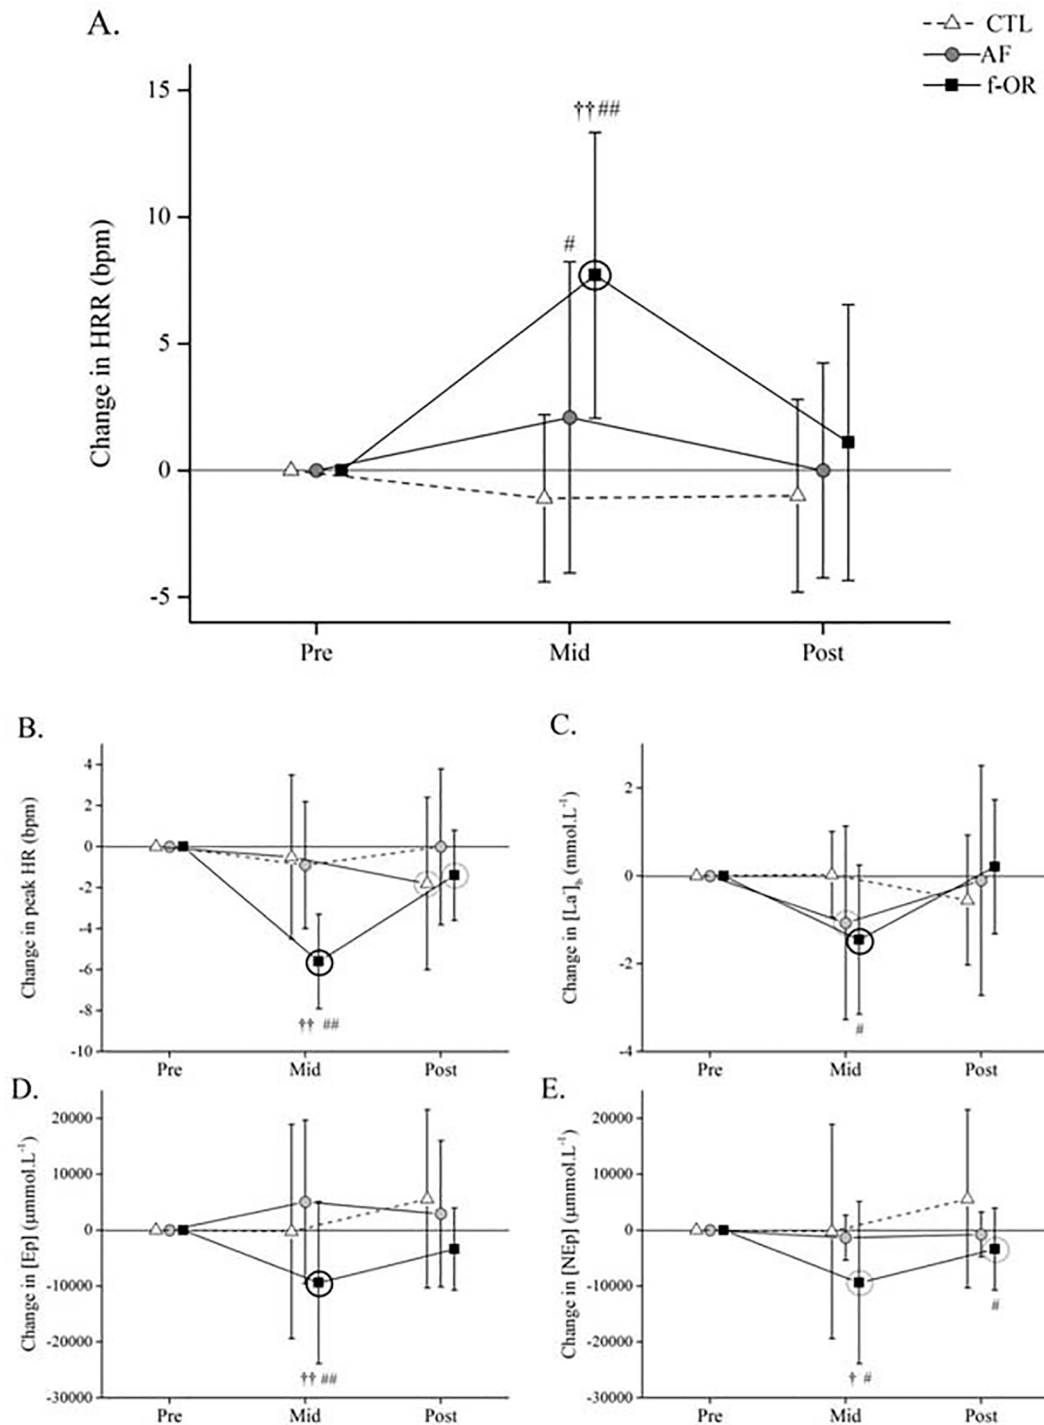 A.
CTL
AF
f-OR
Change in HRR (bpm)
15
10
5
0
-5
††##
#
Pre Mid Post
B.
Change in peak HR (bpm)
4
2
0
-2
-4
-6
-8
-10
†† ##
Pre Mid Post
C.
Change in [La⁻]b (mmol.L⁻¹)
2
0
-2
-4
#
Pre Mid Post
D.
Change in [Ep] (µmmol.L⁻¹)
20000
10000
0
-10000
-20000
-30000
††##
Pre Mid Post
E.
Change in [NEp] (µmmol.L⁻¹)
20000
10000
0
-10000
-20000
-30000
† #
#
Pre Mid Post